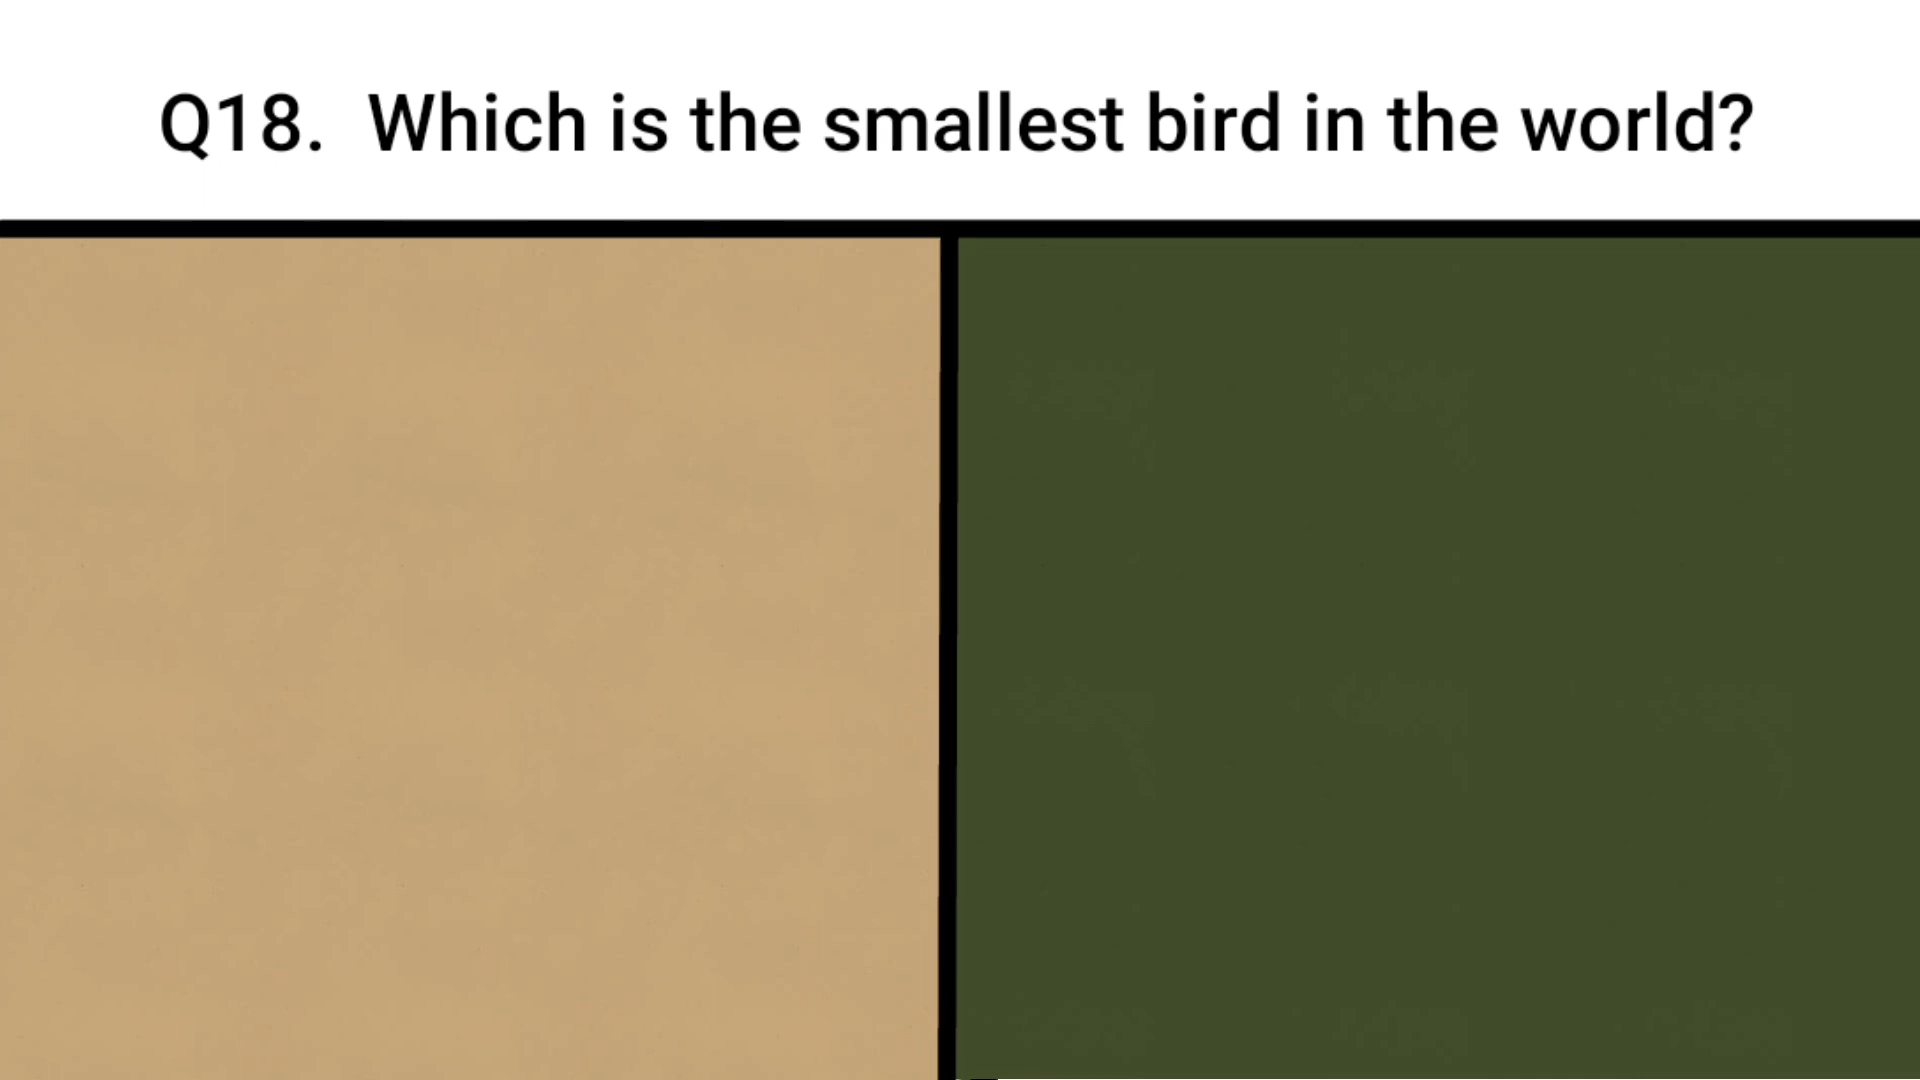 Q18. Which is the smallest bird in the world?